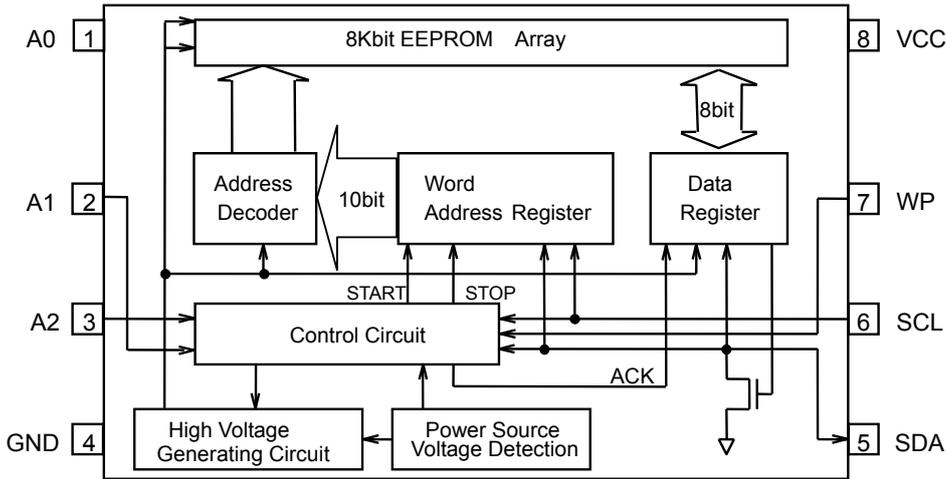 A0 1 8Kbit EEPROM Array 8 VCC
8bit
A1 2 Address Decoder 10bit Word Address Register Data Register 7 WP
START STOP
A2 3 Control Circuit 6 SCL
ACK
GND 4 High Voltage Generating Circuit Power Source Voltage Detection 5 SDA